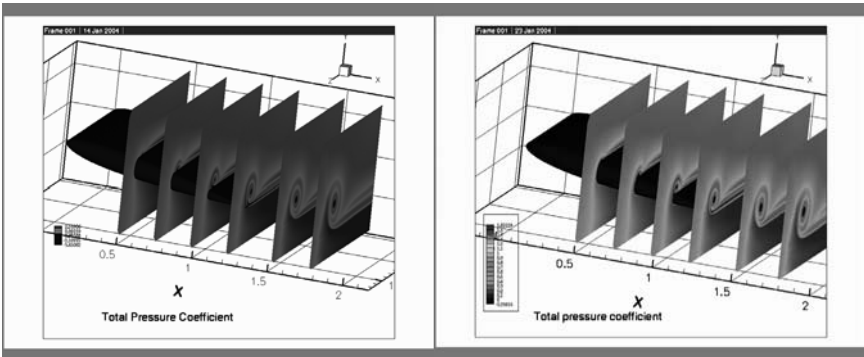 Frame 001 | 14 Jan 2004 |
x
0.5
1
1.5
2
1
X
Total Pressure Coefficient
Frame 001 | 23 Jan 2004 |
x
0.5
1
1.5
2
X
Total pressure coefficient